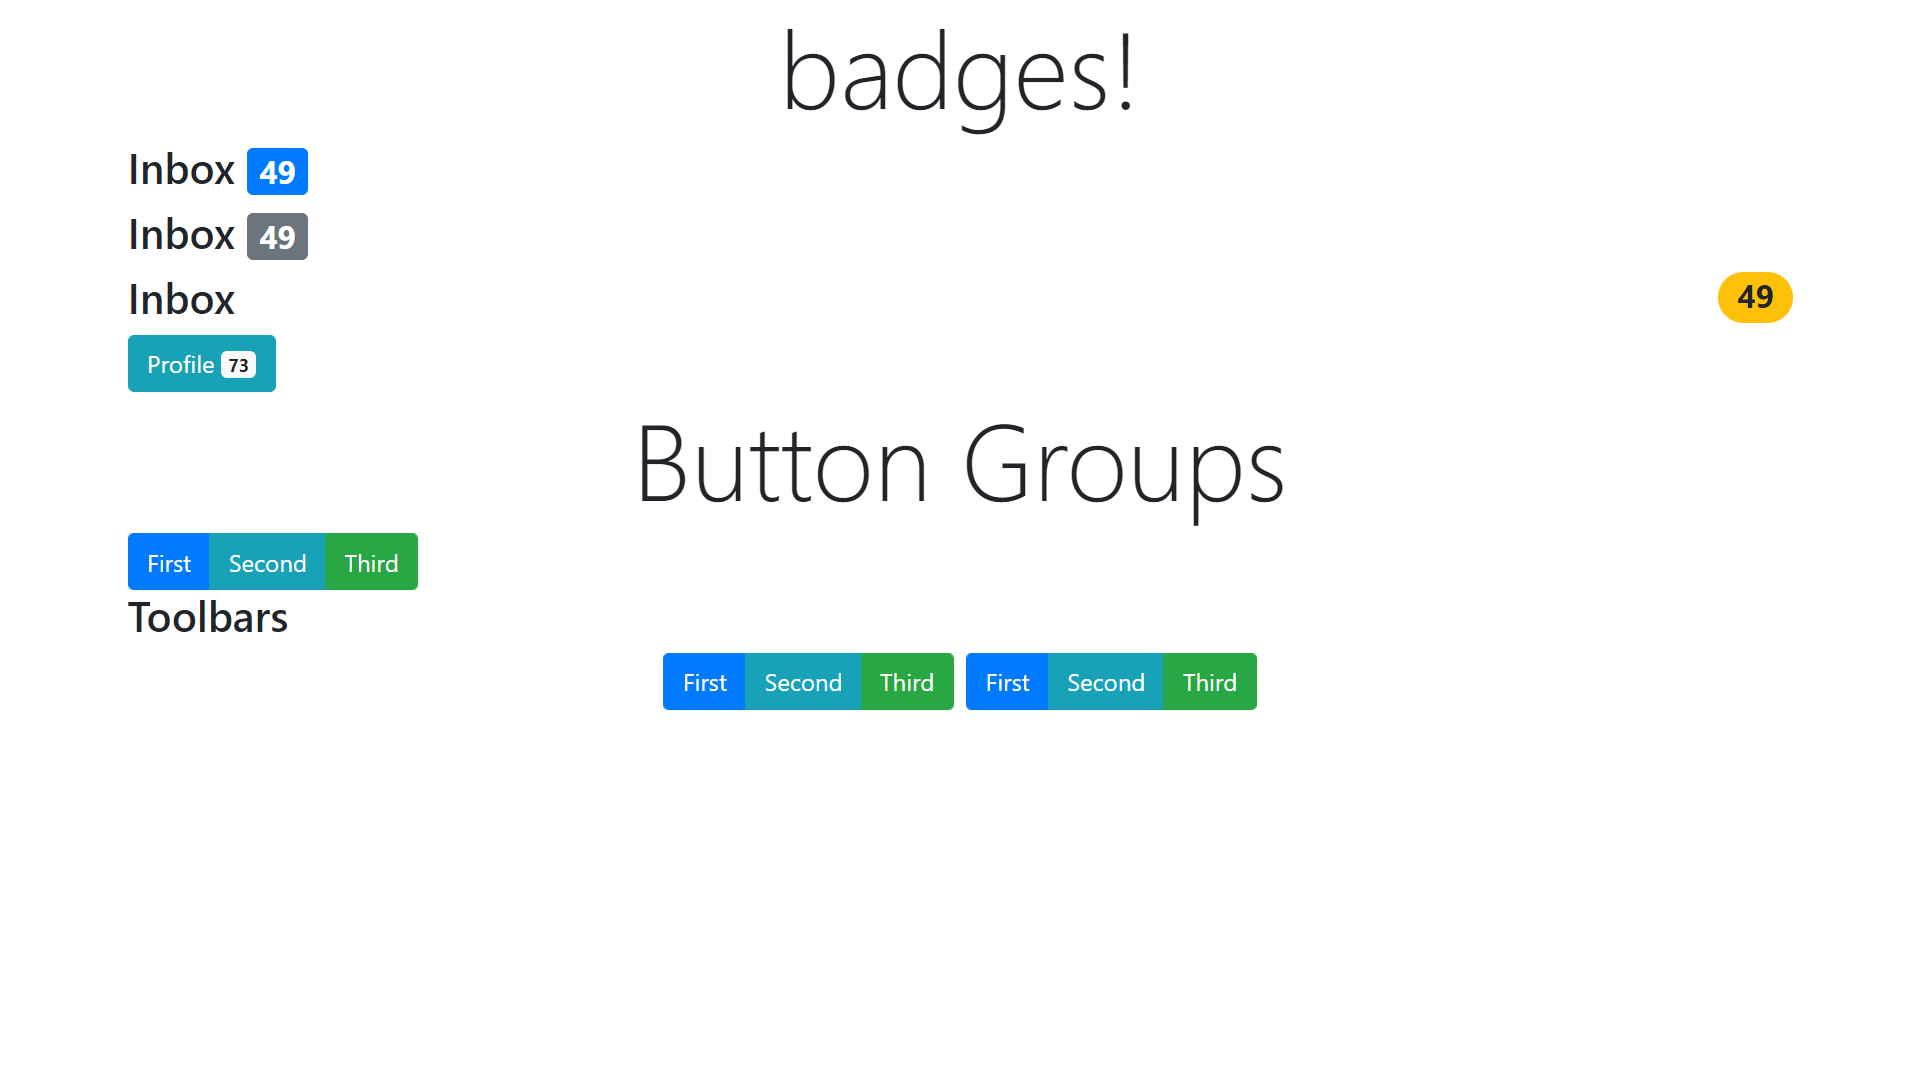 badges!
Inbox 49
Inbox 49
Inbox 49
Profile 73
Button Groups
First Second Third
Toolbars
First Second Third First Second Third